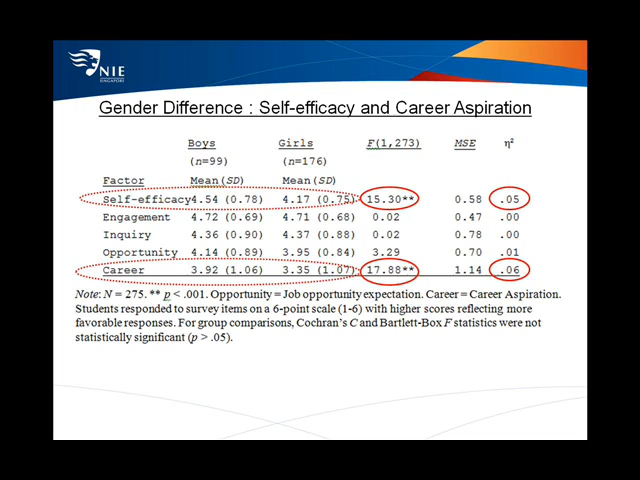 NIE
SINGAPORE
Gender Difference : Self-efficacy and Career Aspiration
Boys Girls F(1,273) MSE η²
(n=99) (n=176)
Factor Mean (SD) Mean (SD)
Self-efficacy 4.54 (0.78) 4.17 (0.75) 15.30** 0.58 .05
Engagement 4.72 (0.69) 4.71 (0.68) 0.02 0.47 .00
Inquiry 4.36 (0.90) 4.37 (0.88) 0.02 0.78 .00
Opportunity 4.14 (0.89) 3.95 (0.84) 3.29 0.70 .01
Career 3.92 (1.06) 3.35 (1.07) 17.88** 1.14 .06
Note: N = 275. ** p < .001. Opportunity = Job opportunity expectation. Career = Career Aspiration.
Students responded to survey items on a 6-point scale (1-6) with higher scores reflecting more
favorable responses. For group comparisons, Cochran's C and Bartlett-Box F statistics were not
statistically significant (p > .05).